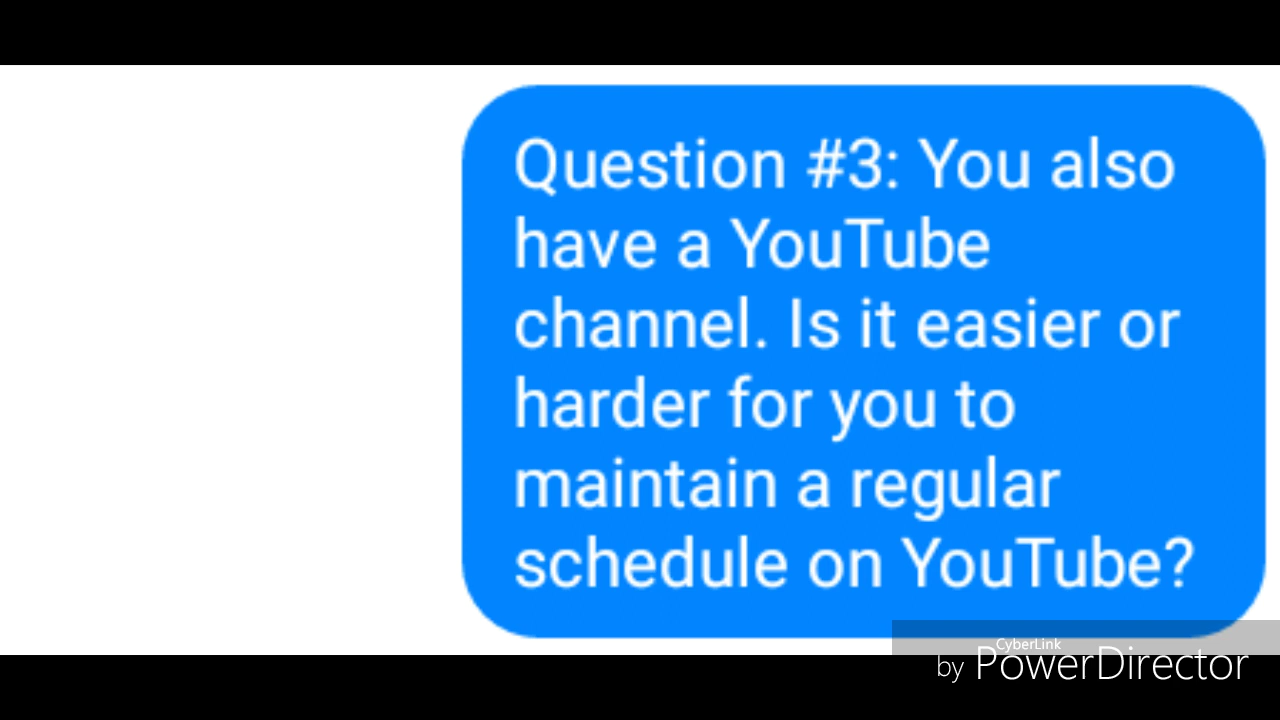 Question #3: You also
have a YouTube
channel. Is it easier or
harder for you to
maintain a regular
schedule on YouTube?
CyberLink
by PowerDirector